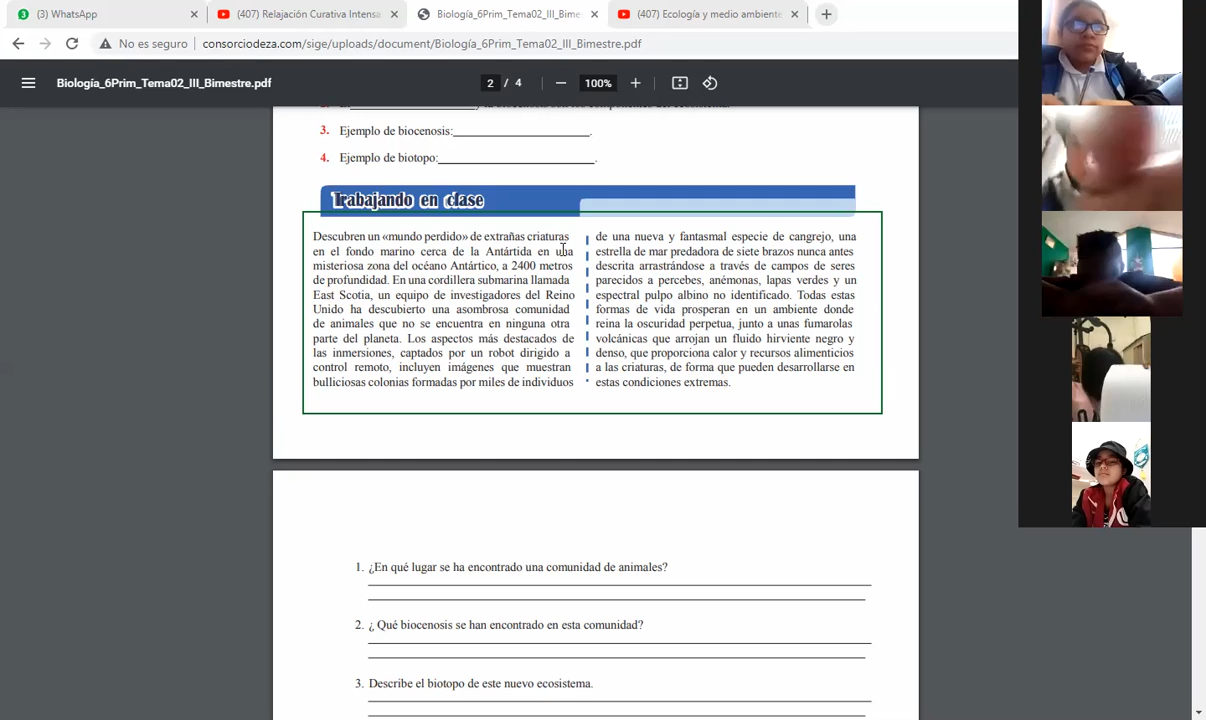 (3) WhatsApp
(407) Relajación Curativa Intensa
Biología_6Prim_Tema02_III_Bimes
(407) Ecología y medio ambiente
No es seguro
consorciodeza.com/sige/uploads/document/Biología_6Prim_Tema02_III_Bimestre.pdf
Biología_6Prim_Tema02_III_Bimestre.pdf
2 / 4
100%
3. Ejemplo de biocenosis:
4. Ejemplo de biotopo:
Trabajando en clase
Descubren un «mundo perdido» de extrañas criaturas
en el fondo marino cerca de la Antártida en una
misteriosa zona del océano Antártico, a 2400 metros
de profundidad. En una cordillera submarina llamada
East Scotia, un equipo de investigadores del Reino
Unido ha descubierto una asombrosa comunidad
de animales que no se encuentra en ninguna otra
parte del planeta. Los aspectos más destacados de
las inmersiones, captados por un robot dirigido a
control remoto, incluyen imágenes que muestran
bulliciosas colonias formadas por miles de individuos
de una nueva y fantasmal especie de cangrejo, una
estrella de mar predadora de siete brazos nunca antes
descrita arrastrándose a través de campos de seres
parecidos a percebes, anémonas, lapas verdes y un
espectral pulpo albino no identificado. Todas estas
formas de vida prosperan en un ambiente donde
reina la oscuridad perpetua, junto a unas fumarolas
volcánicas que arrojan un fluido hirviente negro y
denso, que proporciona calor y recursos alimenticios
a las criaturas, de forma que pueden desarrollarse en
estas condiciones extremas.
1. ¿En qué lugar se ha encontrado una comunidad de animales?
2. ¿ Qué biocenosis se han encontrado en esta comunidad?
3. Describe el biotopo de este nuevo ecosistema.